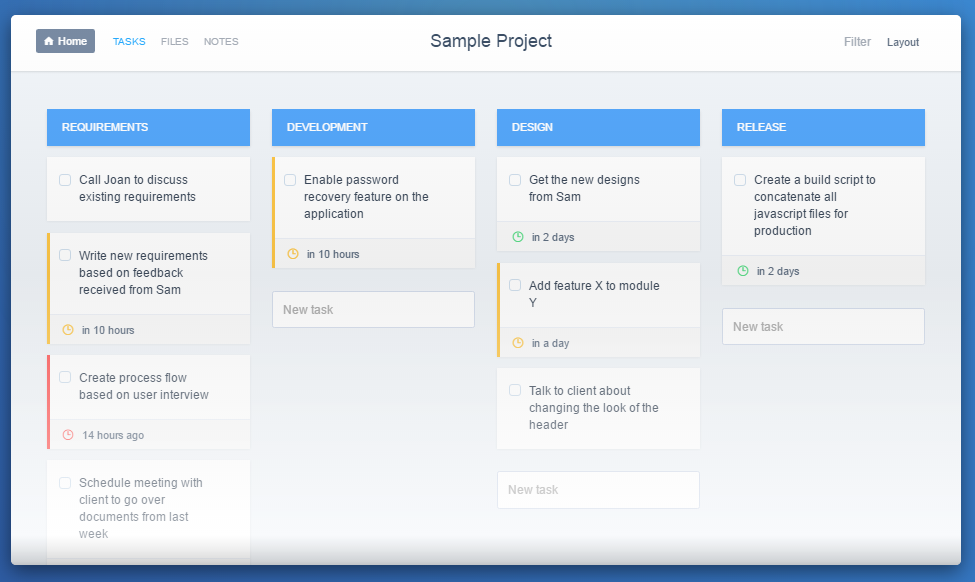 Home TASKS FILES NOTES Sample Project Filter Layout
REQUIREMENTS
Call Joan to discuss
existing requirements
Write new requirements
based on feedback
received from Sam
in 10 hours
Create process flow
based on user interview
14 hours ago
Schedule meeting with
client to go over
documents from last
week
DEVELOPMENT
Enable password
recovery feature on the
application
in 10 hours
New task
DESIGN
Get the new designs
from Sam
in 2 days
Add feature X to module
Y
in a day
Talk to client about
changing the look of the
header
New task
RELEASE
Create a build script to
concatenate all
javascript files for
production
in 2 days
New task